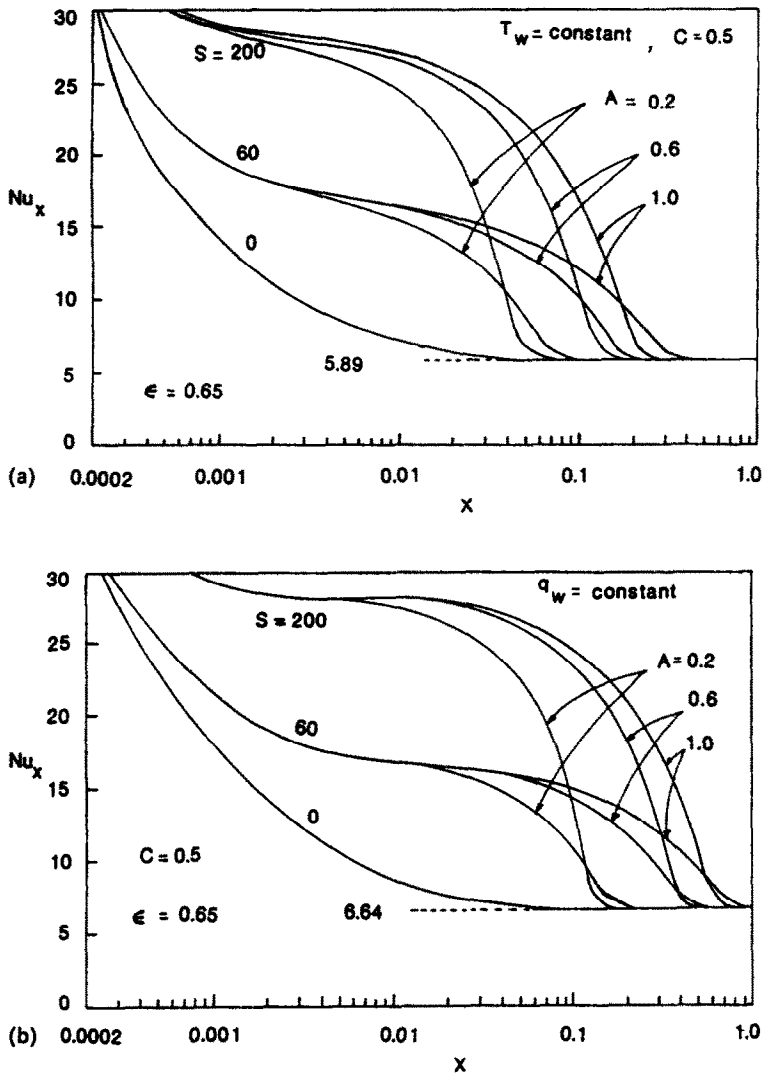 30
25
20
15
10
5
0
Nu_x
T_w = constant , C = 0.5
S = 200
A = 0.2
60
0.6
1.0
0
5.89
ϵ = 0.65
(a)
0.0002
0.001
0.01
0.1
1.0
X
30
25
20
15
10
5
0
Nu_x
q_w = constant
S = 200
A = 0.2
60
0.6
1.0
0
C = 0.5
ϵ = 0.65
6.64
(b)
0.0002
0.001
0.01
0.1
1.0
X